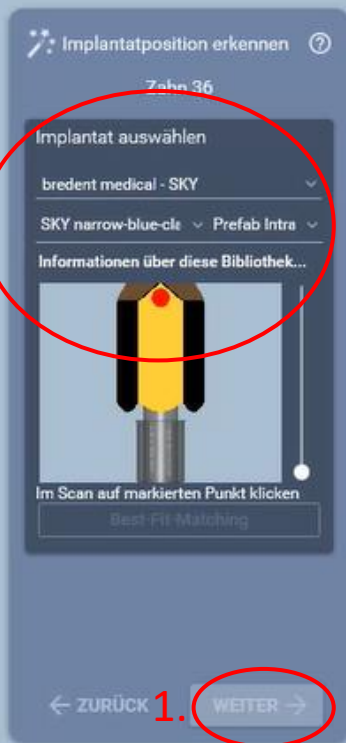 Implantatposition erkennen ?
Zahn 36
Implantat auswählen
bredent medical - SKY
SKY narrow-blue-cla Prefab Intra
Informationen über diese Bibliothek...
Im Scan auf markierten Punkt klicken
Best-Fit-Matching
← ZURÜCK 1. WEITER →